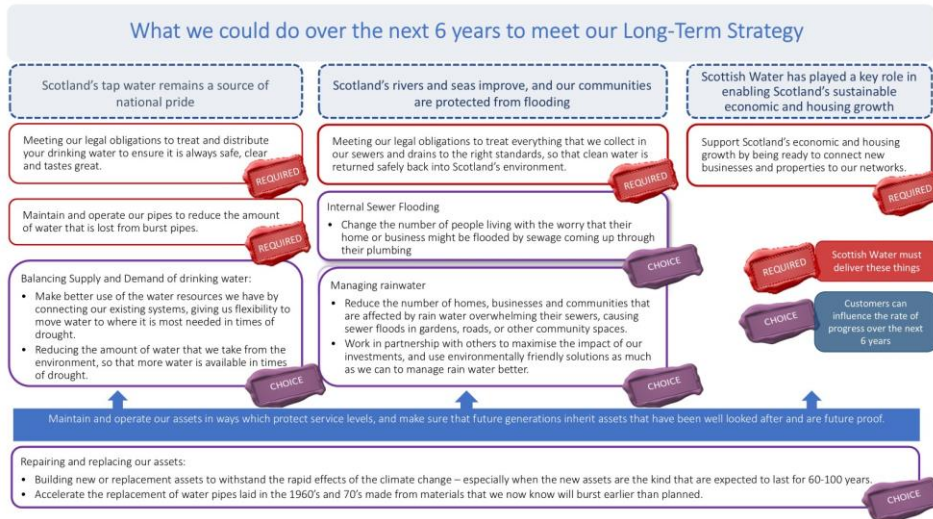 What we could do over the next 6 years to meet our Long-Term Strategy
Scotland's tap water remains a source of
national pride
Meeting our legal obligations to treat and distribute
your drinking water to ensure it is always safe, clear
and tastes great.
REQUIRED
Maintain and operate our pipes to reduce the amount
of water that is lost from burst pipes.
REQUIRED
Balancing Supply and Demand of drinking water:
• Make better use of the water resources we have by
connecting our existing systems, giving us flexibility to
move water to where it is most needed in times of
drought.
• Reducing the amount of water that we take from the
environment, so that more water is available in times
of drought.
CHOICE
Scotland's rivers and seas improve, and our communities
are protected from flooding
Meeting our legal obligations to treat everything that we collect in
our sewers and drains to the right standards, so that clean water is
returned safely back into Scotland's environment.
REQUIRED
Internal Sewer Flooding
• Change the number of people living with the worry that their
home or business might be flooded by sewage coming up through
their plumbing
CHOICE
Managing rainwater
• Reduce the number of homes, businesses and communities that
are affected by rain water overwhelming their sewers, causing
sewer floods in gardens, roads, or other community spaces.
• Work in partnership with others to maximise the impact of our
investments, and use environmentally friendly solutions as much
as we can to manage rain water better.
CHOICE
Scottish Water has played a key role in
enabling Scotland's sustainable
economic and housing growth
Support Scotland's economic and housing
growth by being ready to connect new
businesses and properties to our networks.
REQUIRED
REQUIRED
Scottish Water must
deliver these things
CHOICE
Customers can
influence the rate of
progress over the next
6 years
Maintain and operate our assets in ways which protect service levels, and make sure that future generations inherit assets that have been well looked after and are future proof.
Repairing and replacing our assets:
• Building new or replacement assets to withstand the rapid effects of the climate change – especially when the new assets are the kind that are expected to last for 60-100 years.
• Accelerate the replacement of water pipes laid in the 1960's and 70's made from materials that we now know will burst earlier than planned.
CHOICE